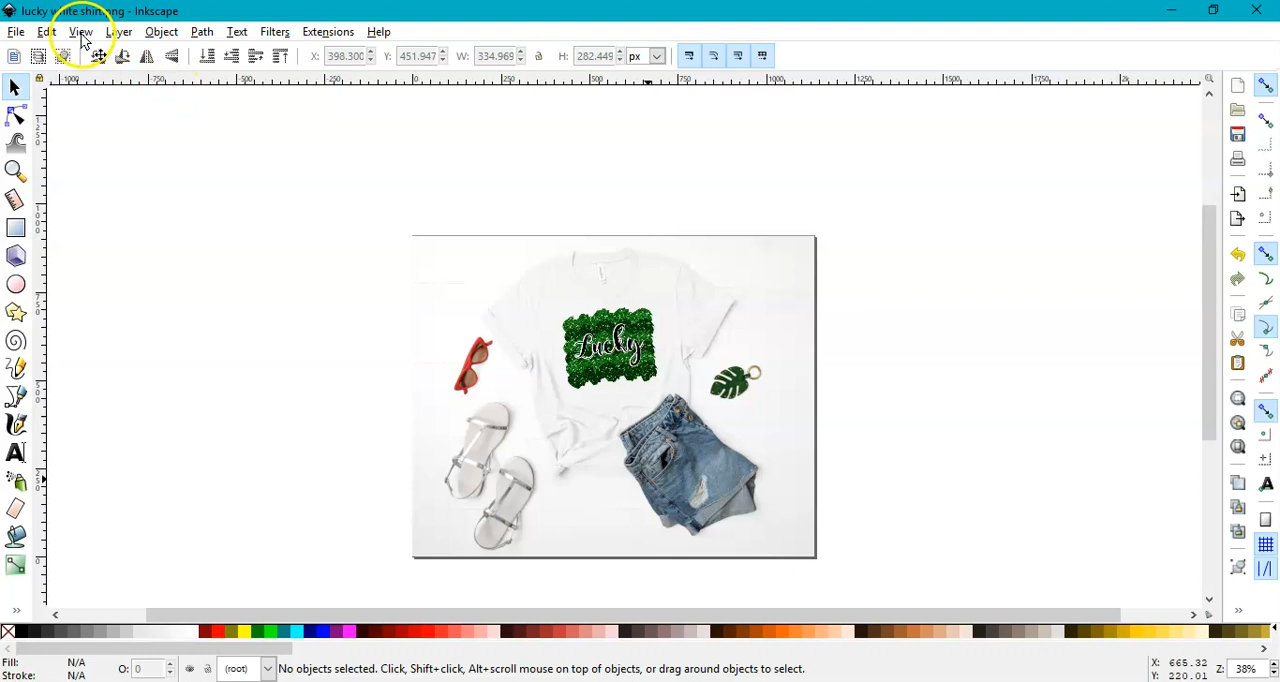 lucky white shirt.png - Inkscape
File Edit View Layer Object Path Text Filters Extensions Help
X: 398.300 Y: 451.947 W: 334.969 H: 282.449 px
Lucky
Fill: N/A O: 0 (root) No objects selected. Click, Shift+click, Alt+scroll mouse on top of objects, or drag around objects to select. X: 665.32 Z: 38%
Stroke: N/A Y: 220.01